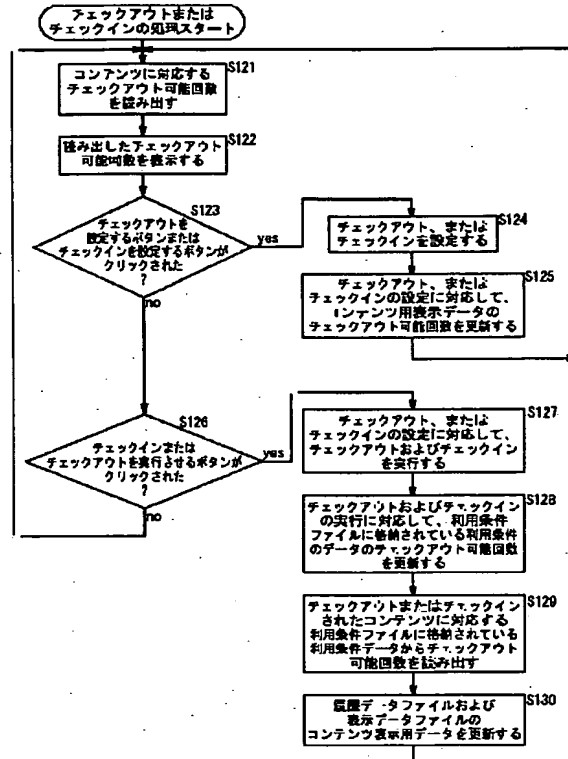 チェックアウトまたは
チェックインの処理スタート
S121
コンテンツに対応する
チェックアウト可能回数
を読み出す
S122
読み出したチェックアウト
可能回数を表示する
S123
チェックアウトを
設定するボタンまたは
チェックインを設定するボタンが
クリックされた
?
yes
no
S124
チェックアウト、または
チェックインを設定する
S125
チェックアウト、または
チェックインの設定に対応して、
コンテンツ用表示データの
チェックアウト可能回数を更新する
S126
チェックインまたは
チェックアウトを実行させるボタンが
クリックされた
?
yes
no
S127
チェックアウト、または
チェックインの設定に対応して、
チェックアウトおよびチェックイン
を実行する
S128
チェックアウトおよびチェックイン
の実行に対応して、利用条件
ファイルに格納されている利用条件
のデータのチェックアウト可能回数
を更新する
S129
チェックアウトまたはチェックイン
されたコンテンツに対応する
利用条件ファイルに格納されている
利用条件データからチェックアウト
可能回数を読み出す
S130
履歴データファイルおよび
表示データファイルの
コンテンツ表示用データを更新する